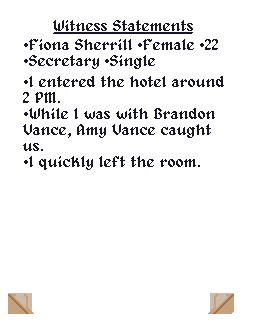 Witness Statements
•Fiona Sherrill •Female •22
•Secretary •Single
•I entered the hotel around
2 PM.
•While I was with Brandon
Vance, Amy Vance caught
us.
•I quickly left the room.